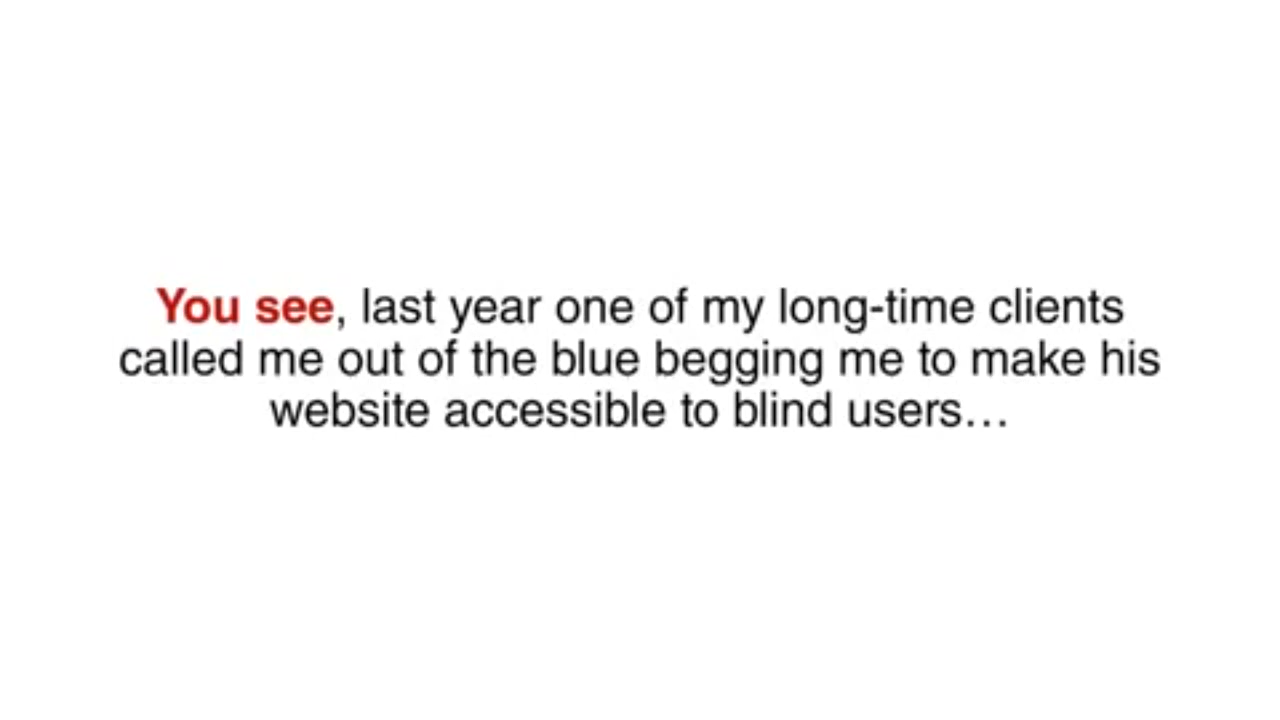 You see, last year one of my long-time clients
called me out of the blue begging me to make his
website accessible to blind users…